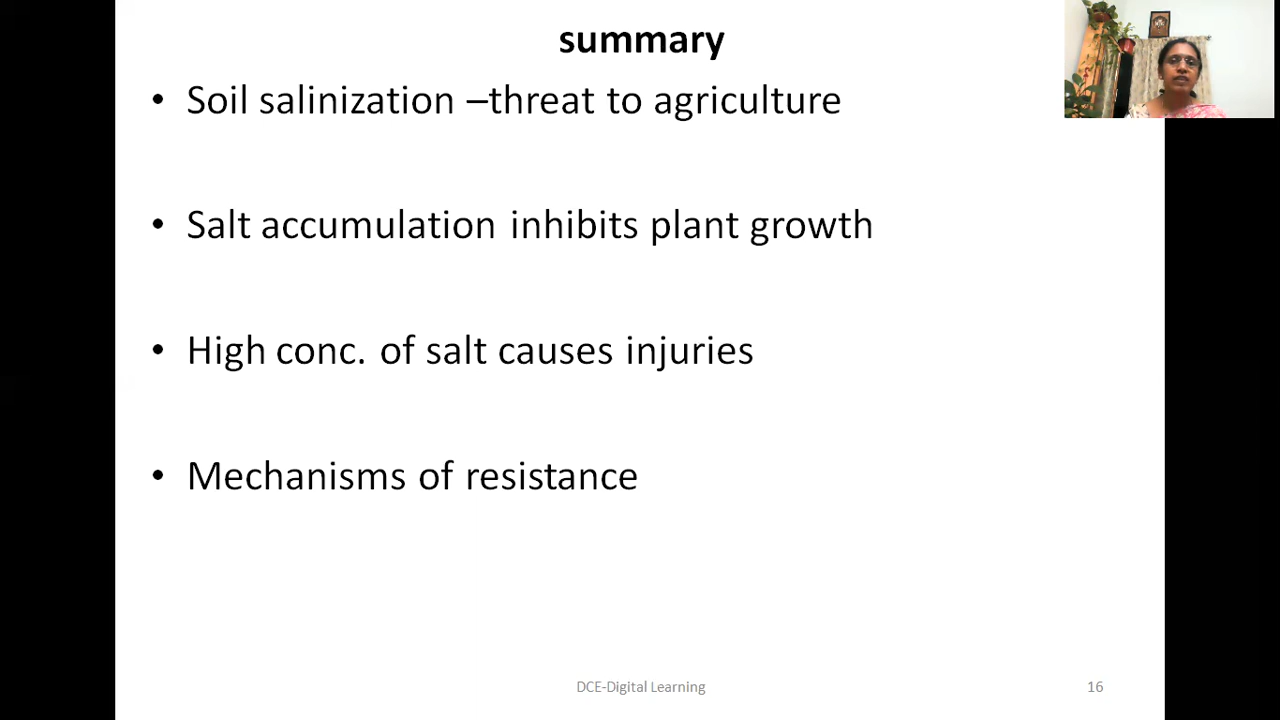 summary
• Soil salinization –threat to agriculture
• Salt accumulation inhibits plant growth
• High conc. of salt causes injuries
• Mechanisms of resistance
DCE-Digital Learning
16